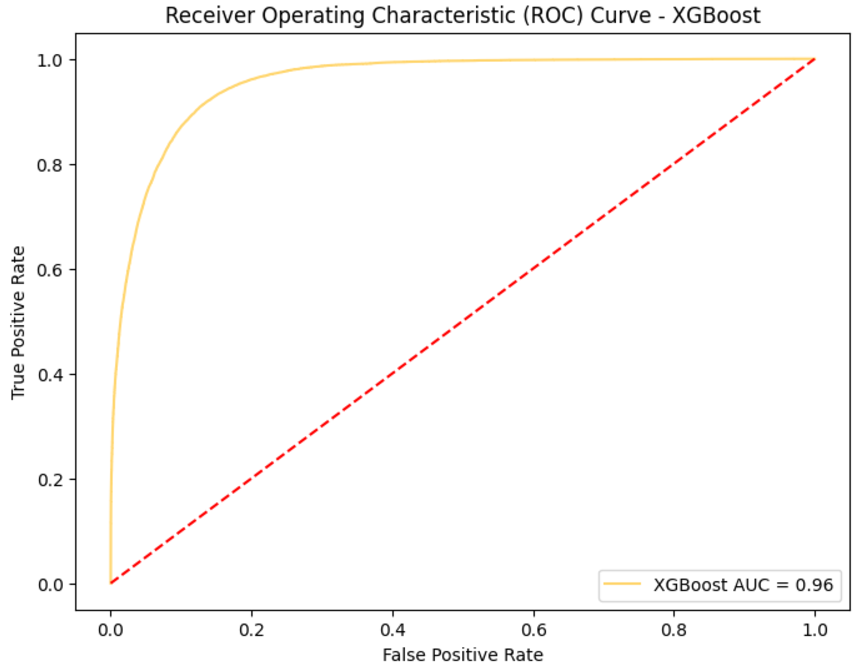 Receiver Operating Characteristic (ROC) Curve - XGBoost
True Positive Rate
1.0
0.8
0.6
0.4
0.2
0.0
XGBoost AUC = 0.96
0.0 0.2 0.4 0.6 0.8 1.0
False Positive Rate